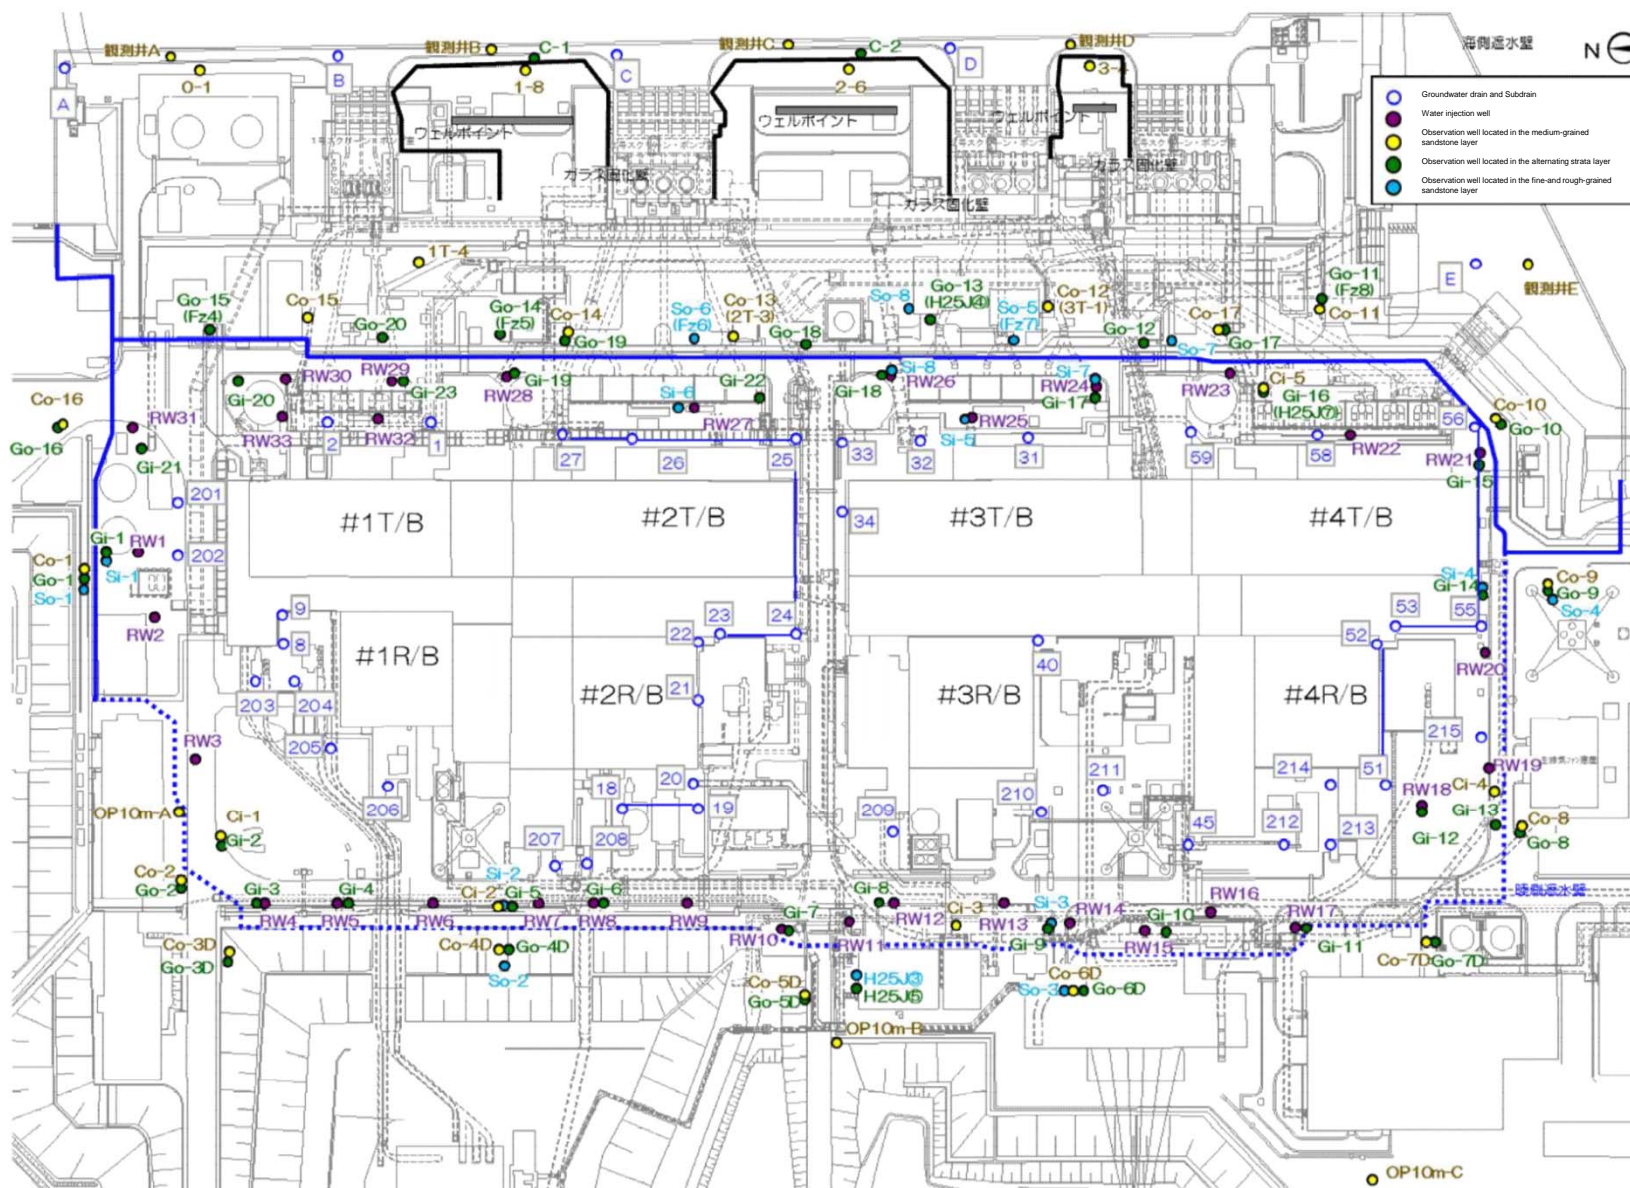 観測井A
観測井B
C-1
観測井C
C-2
観測井D
海側遮水壁
N
A
0-1
B
1-8
C
2-6
D
3-4
Groundwater drain and Subdrain
Water injection well
Observation well located in the medium-grained
sandstone layer
Observation well located in the alternating strata layer
Observation well located in the fine-and rough-grained
sandstone layer
ウェルポイント
ウェルポイント
ウェルポイント
ガラス固化壁
ガラス固化壁
ガラス固化壁
1T-4
E
観測井E
Go-15
(Fz4)
Co-15
Go-20
Go-14
(Fz5)
Co-14
Go-19
So-6
(Fz6)
Co-13
(2T-3)
Go-18
So-8
Go-13
(H25J④)
So-5
(Fz7)
Co-12
(3T-1)
Go-12
So-7
Co-17
Go-17
Go-11
(Fz8)
Co-11
Co-16
Go-16
RW31
Gi-21
Gi-20
RW30
RW33
RW29
Gi-23
RW32
RW28
Gi-19
Si-6
RW27
Gi-22
Gi-18
Si-8
RW26
Si-5
RW25
Si-7
RW24
Gi-17
RW23
Ci-5
Gi-16
(H25J⑦)
RW22
56
Co-10
Go-10
RW21
Gi-15
2
1
27
26
25
33
32
31
59
58
201
202
34
#1T/B
#2T/B
#3T/B
#4T/B
Gi-1
RW1
Si-1
Co-1
Go-1
So-1
RW2
Si-4
Gi-14
Co-9
Go-9
So-4
9
8
203
204
205
206
#1R/B
#2R/B
#3R/B
#4R/B
22
23
24
21
40
52
53
55
RW20
215
RW3
OP10m-A
Ci-1
Gi-2
Co-2
Go-2
18
20
19
207
208
209
210
211
45
214
212
213
51
RW18
RW19
Ci-4
Gi-12
Gi-13
Co-8
Go-8
陸側遮水壁
Gi-3
RW4
Gi-4
RW5
RW6
Si-2
Ci-2
Gi-5
RW7
Gi-6
RW8
RW9
Gi-7
RW10
RW11
Gi-8
RW12
Ci-3
RW13
Si-3
Gi-9
RW14
RW15
Gi-10
RW16
RW17
Gi-11
Co-3D
Go-3D
Co-4D
Go-4D
So-2
Co-5D
Go-5D
H25J③
H25J⑤
Co-6D
So-3
Go-6D
Co-7D
Go-7D
OP10m-B
OP10m-C